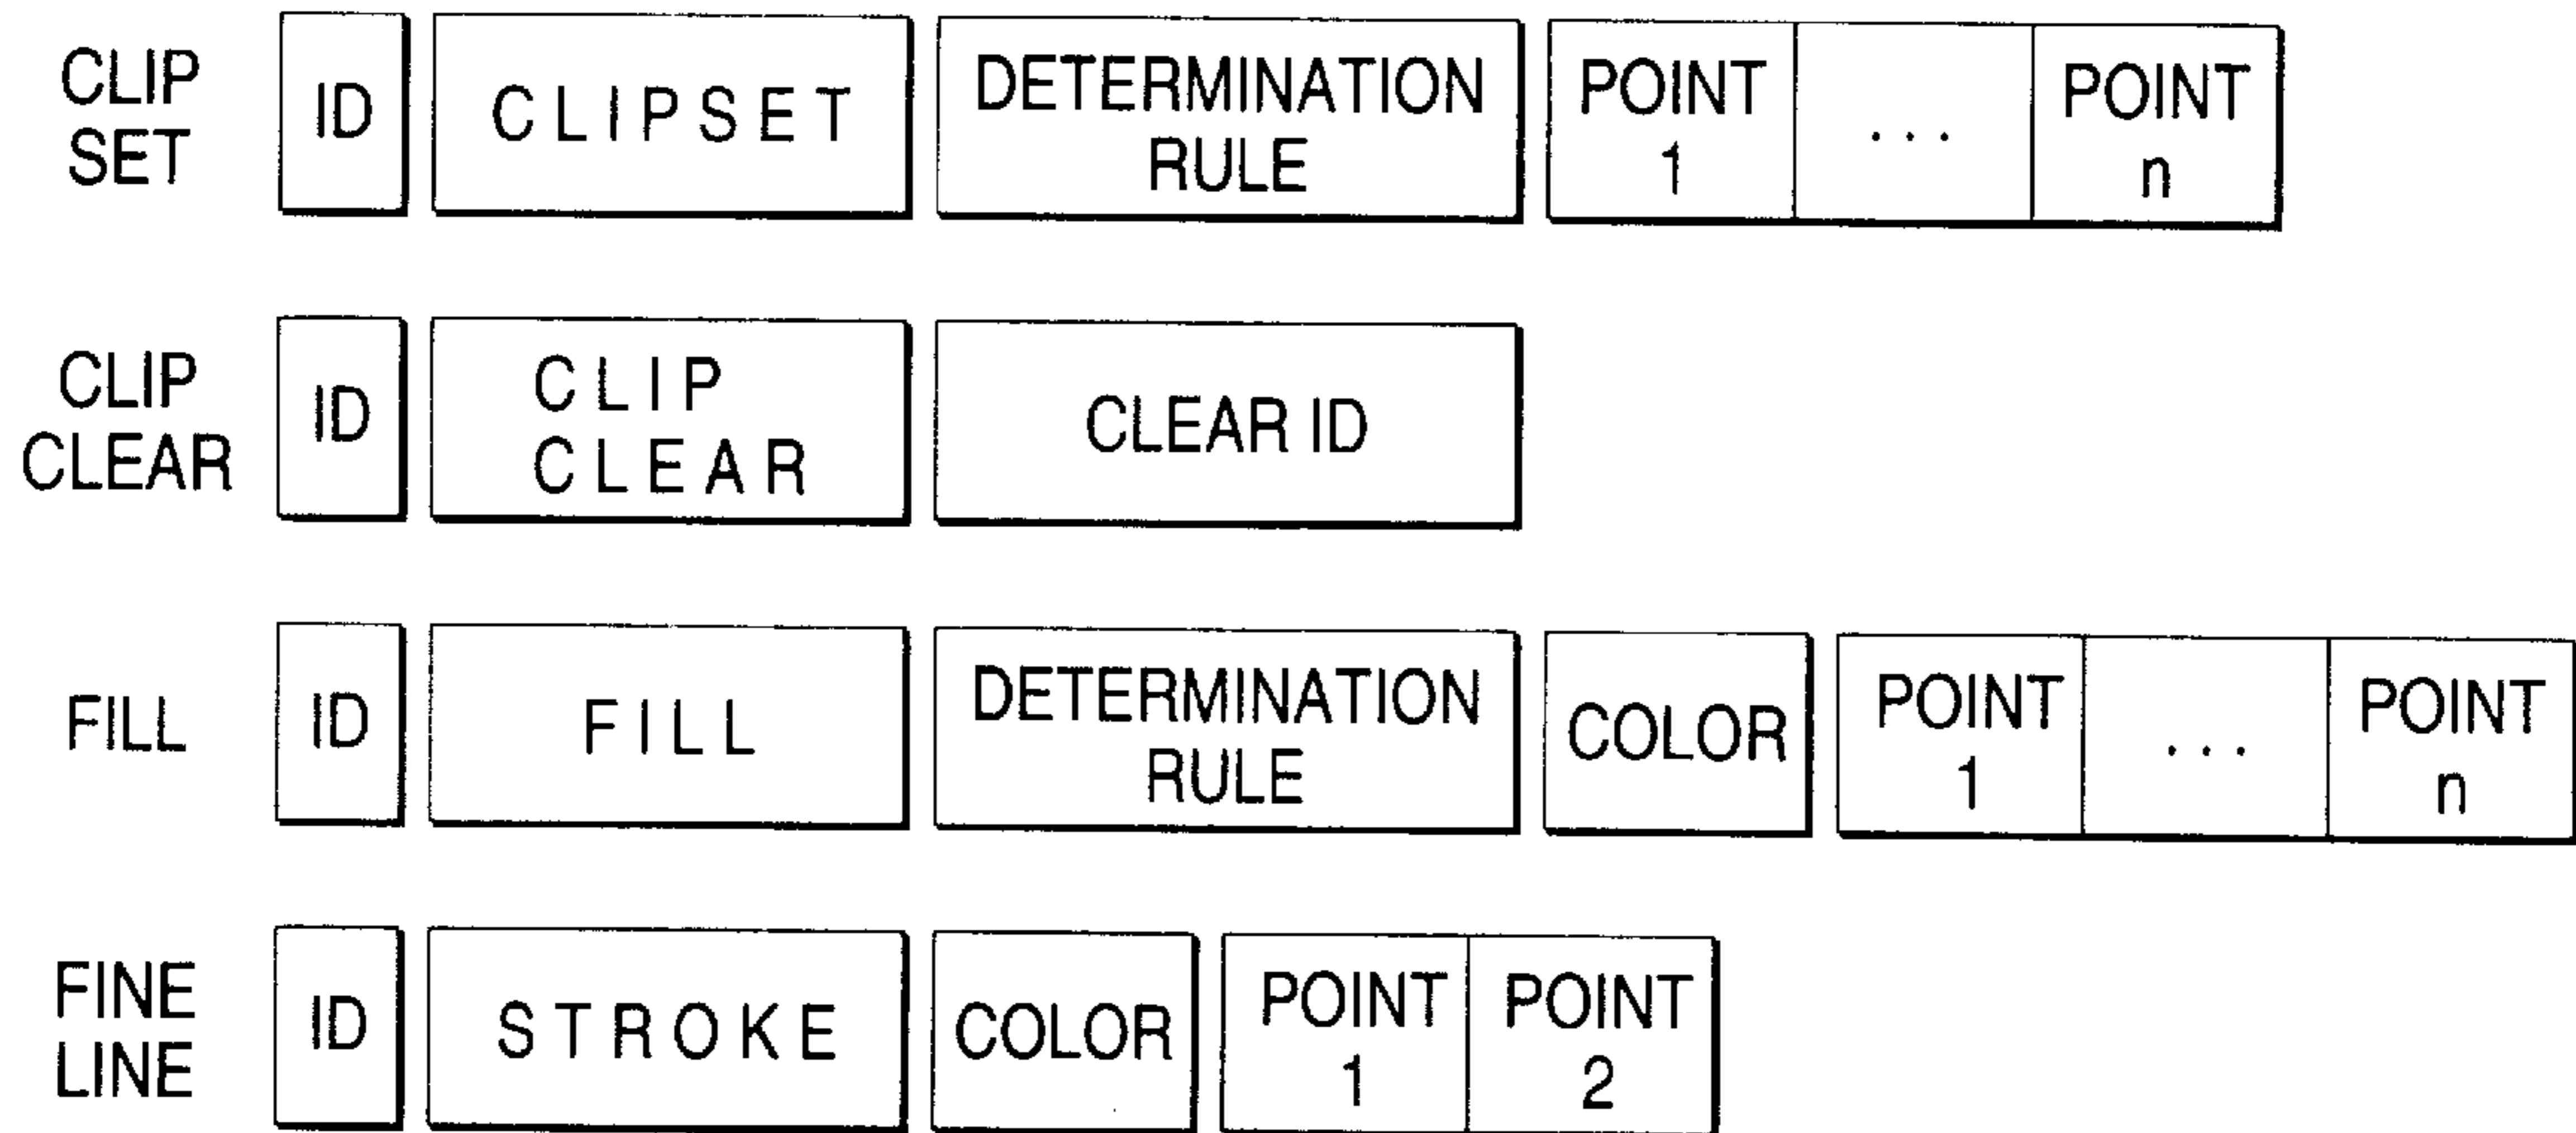 CLIP
SET
ID
CLIPSET
DETERMINATION
RULE
POINT
1
...
POINT
n
CLIP
CLEAR
ID
CLIP
CLEAR
CLEAR ID
FILL
ID
FILL
DETERMINATION
RULE
COLOR
POINT
1
...
POINT
n
FINE
LINE
ID
STROKE
COLOR
POINT
1
POINT
2